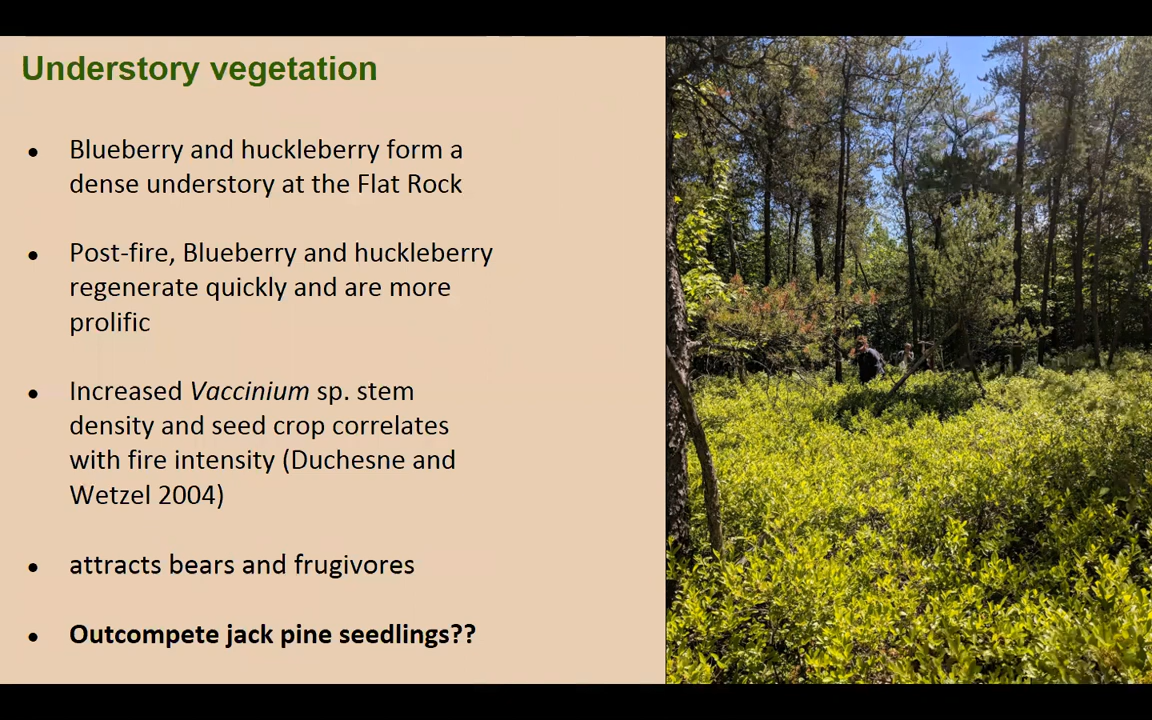 Understory vegetation
● Blueberry and huckleberry form a
dense understory at the Flat Rock
● Post-fire, Blueberry and huckleberry
regenerate quickly and are more
prolific
● Increased Vaccinium sp. stem
density and seed crop correlates
with fire intensity (Duchesne and
Wetzel 2004)
● attracts bears and frugivores
● Outcompete jack pine seedlings??